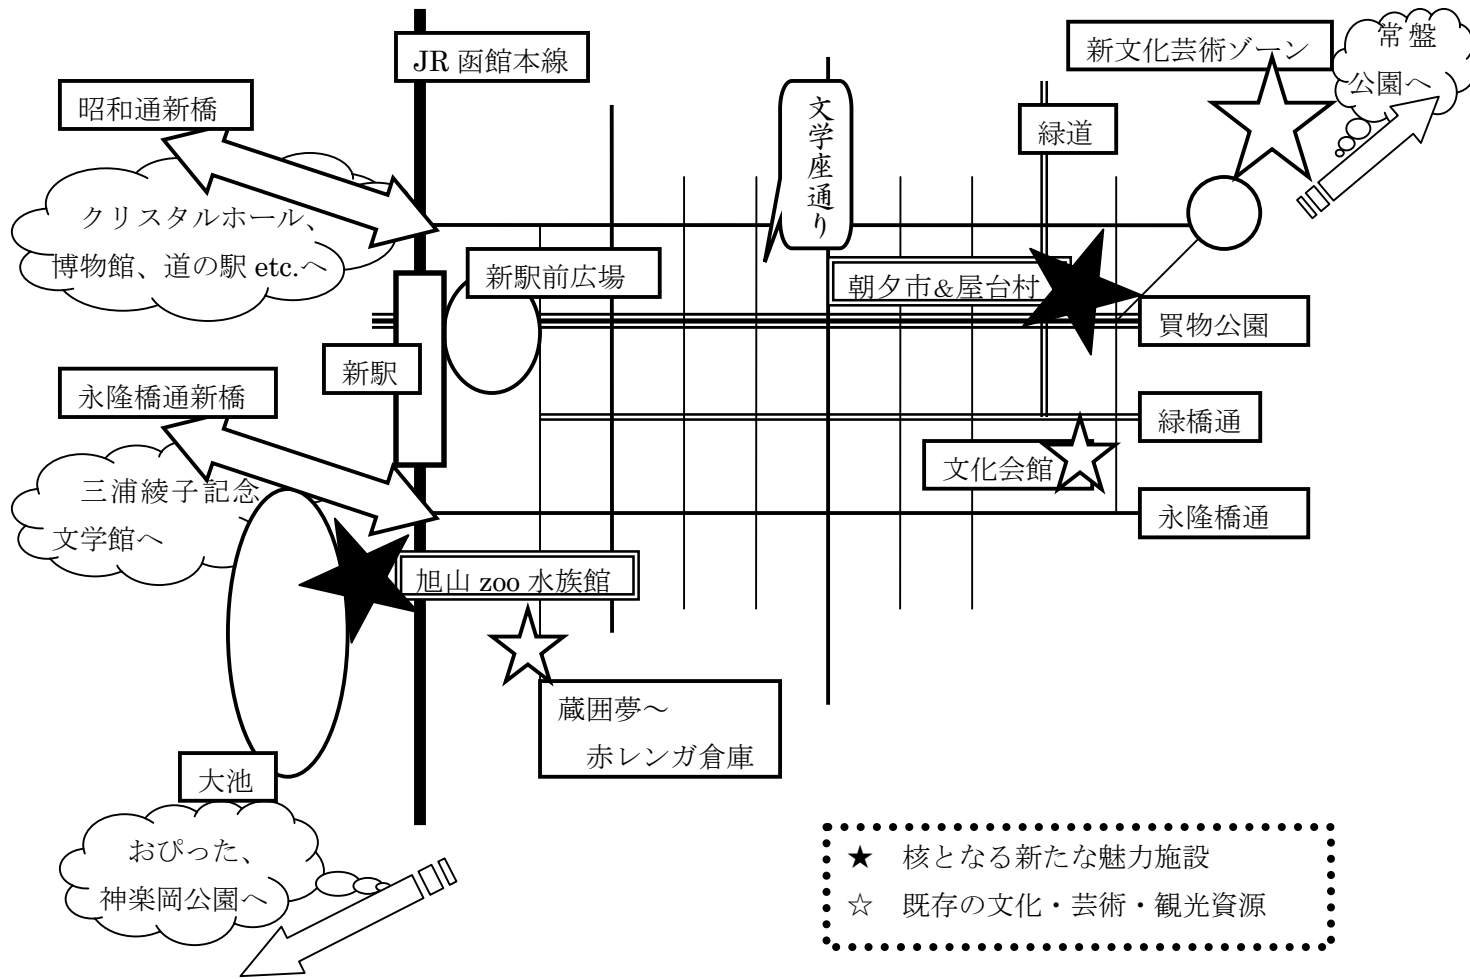 JR 函館本線
新文化芸術ゾーン
常盤
公園へ
昭和通新橋
文学座通り
緑道
クリスタルホール、
博物館、道の駅 etc.へ
新駅前広場
朝夕市&屋台村
買物公園
新駅
永隆橋通新橋
緑橋通
文化会館
三浦綾子記念
文学館へ
永隆橋通
旭山 zoo 水族館
蔵囲夢～
赤レンガ倉庫
大池
おぴった、
神楽岡公園へ
★ 核となる新たな魅力施設
☆ 既存の文化・芸術・観光資源